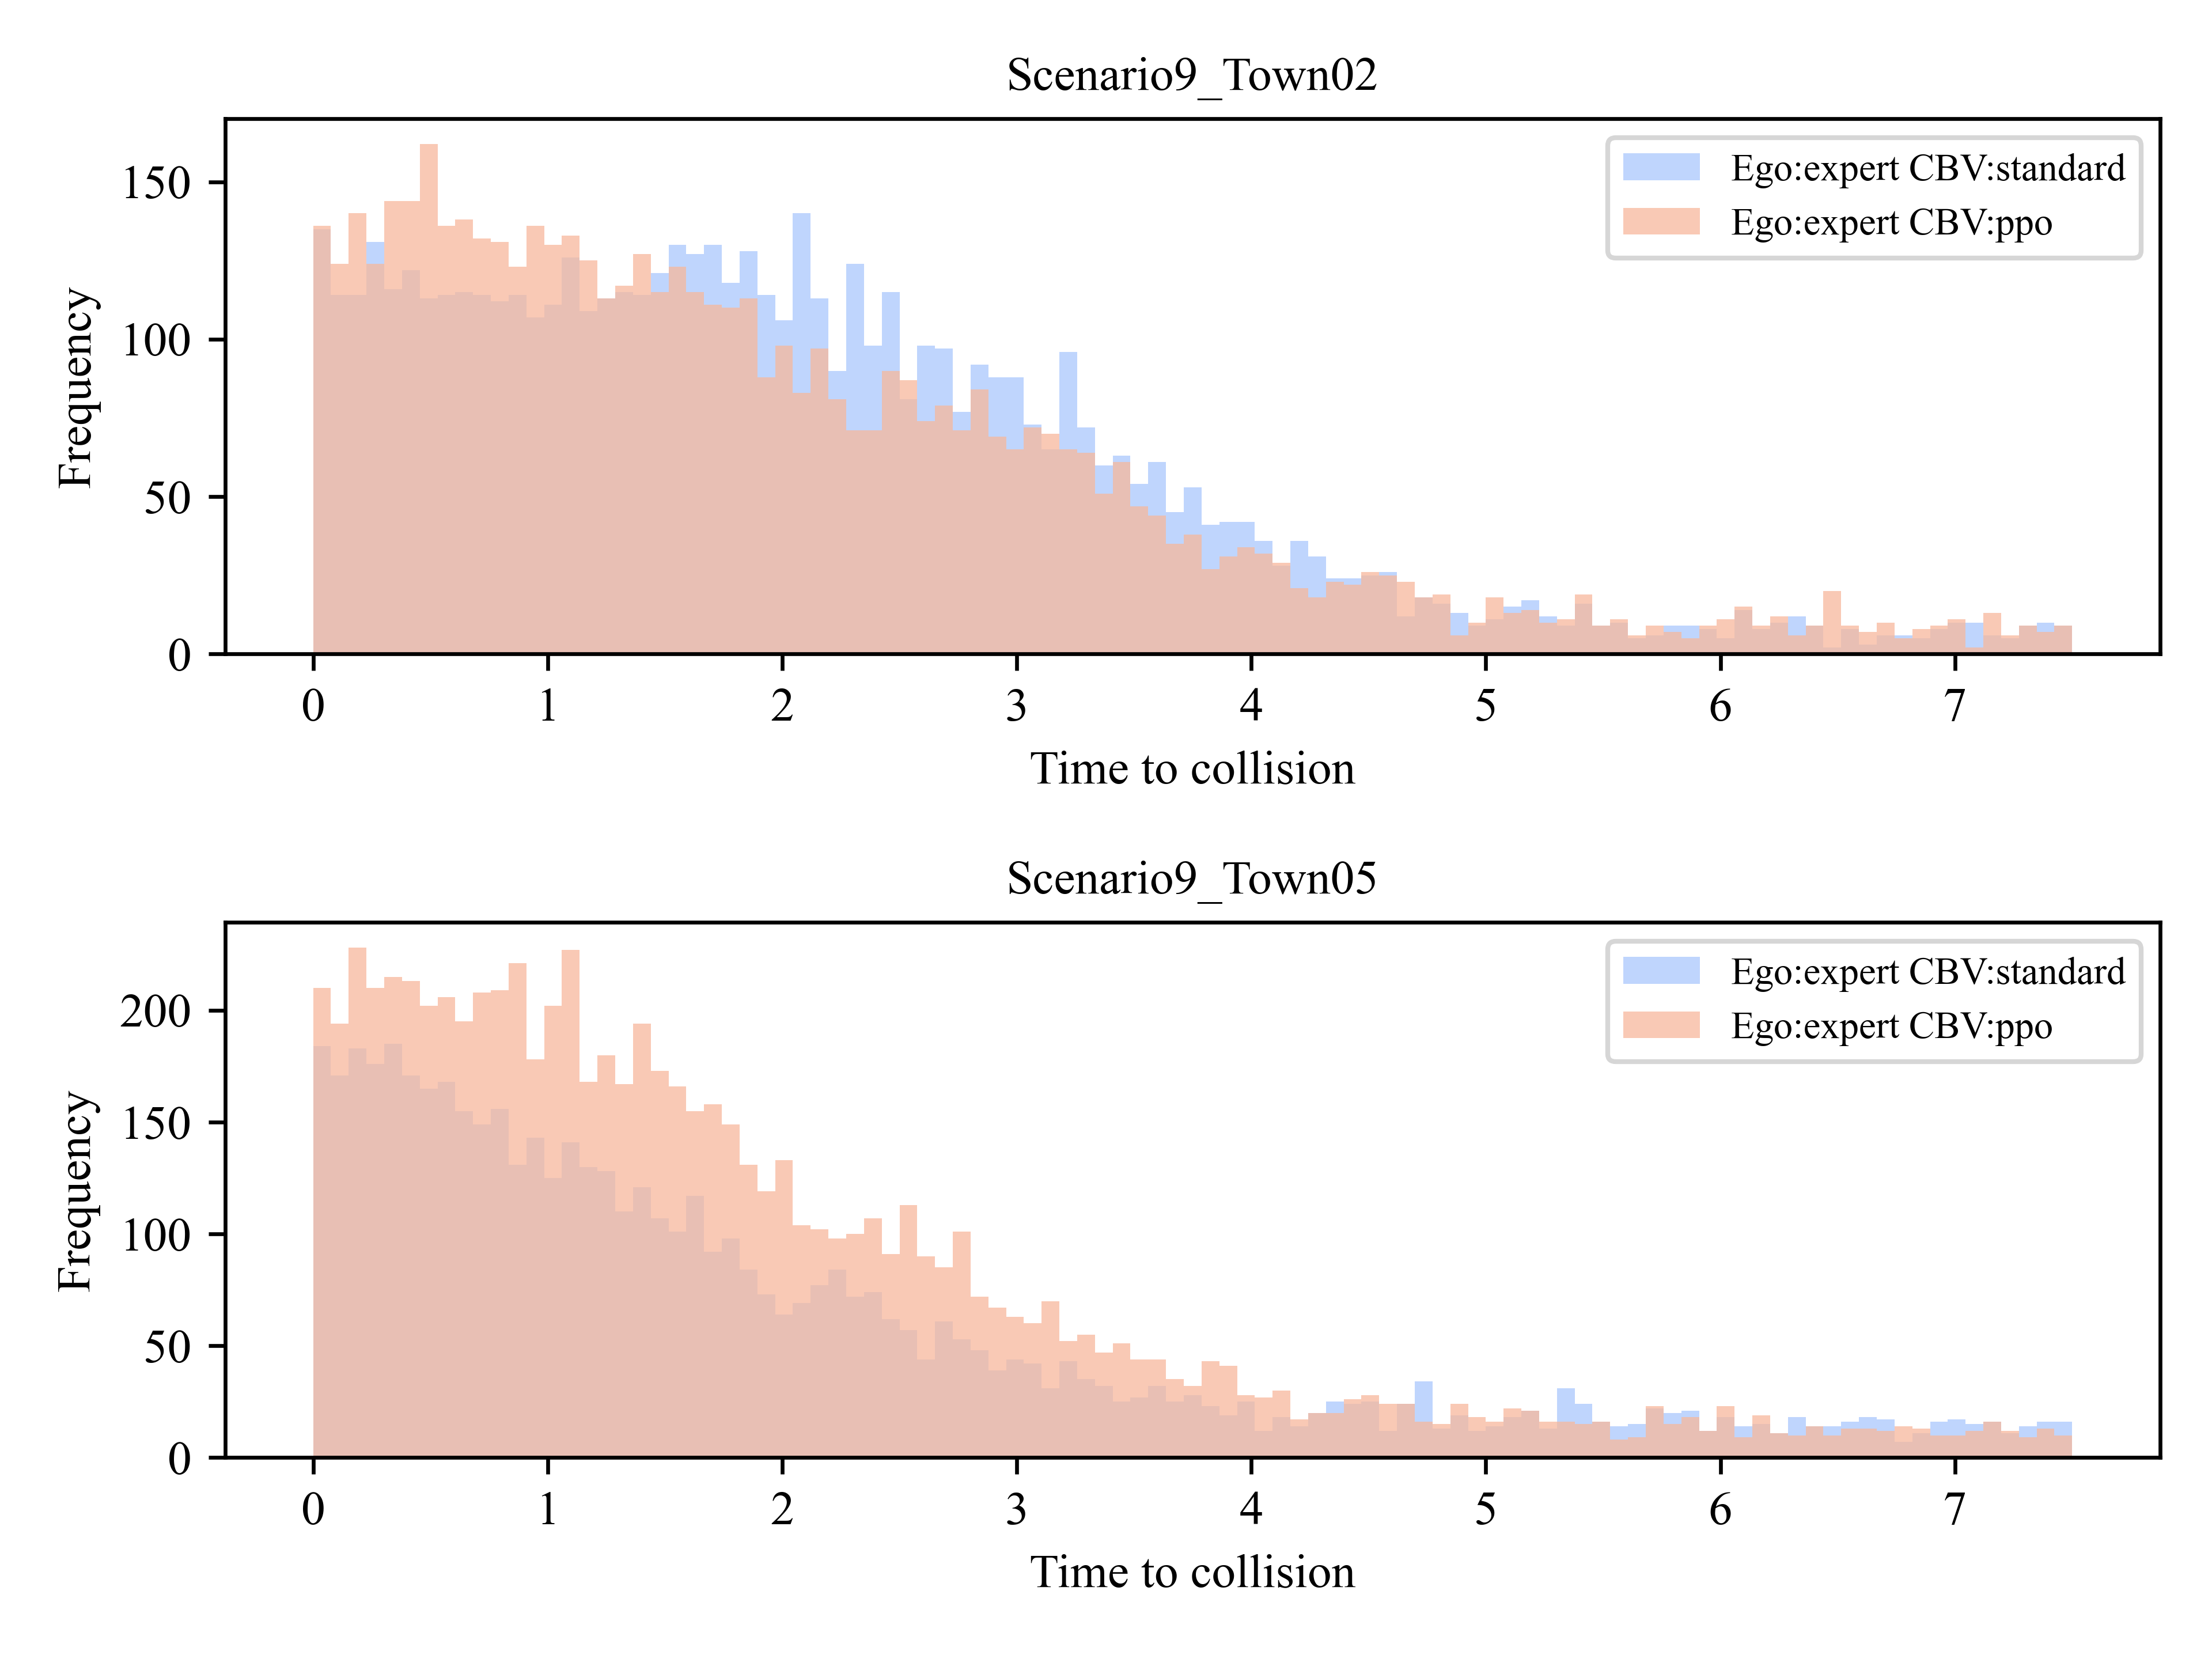 Scenario9_Town02
Ego:expert CBV:standard
Ego:expert CBV:ppo
Frequency
150
100
50
0
0 1 2 3 4 5 6 7
Time to collision
Scenario9_Town05
Ego:expert CBV:standard
Ego:expert CBV:ppo
Frequency
200
150
100
50
0
0 1 2 3 4 5 6 7
Time to collision